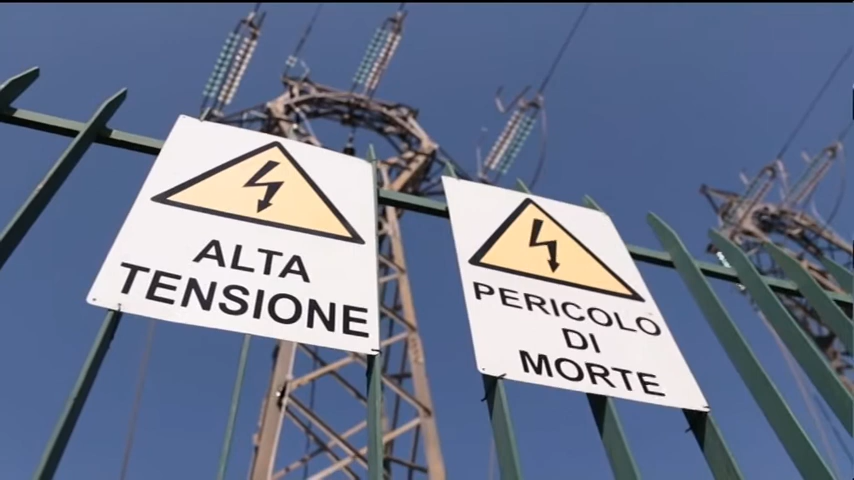 ALTA
TENSIONE
PERICOLO
DI
MORTE